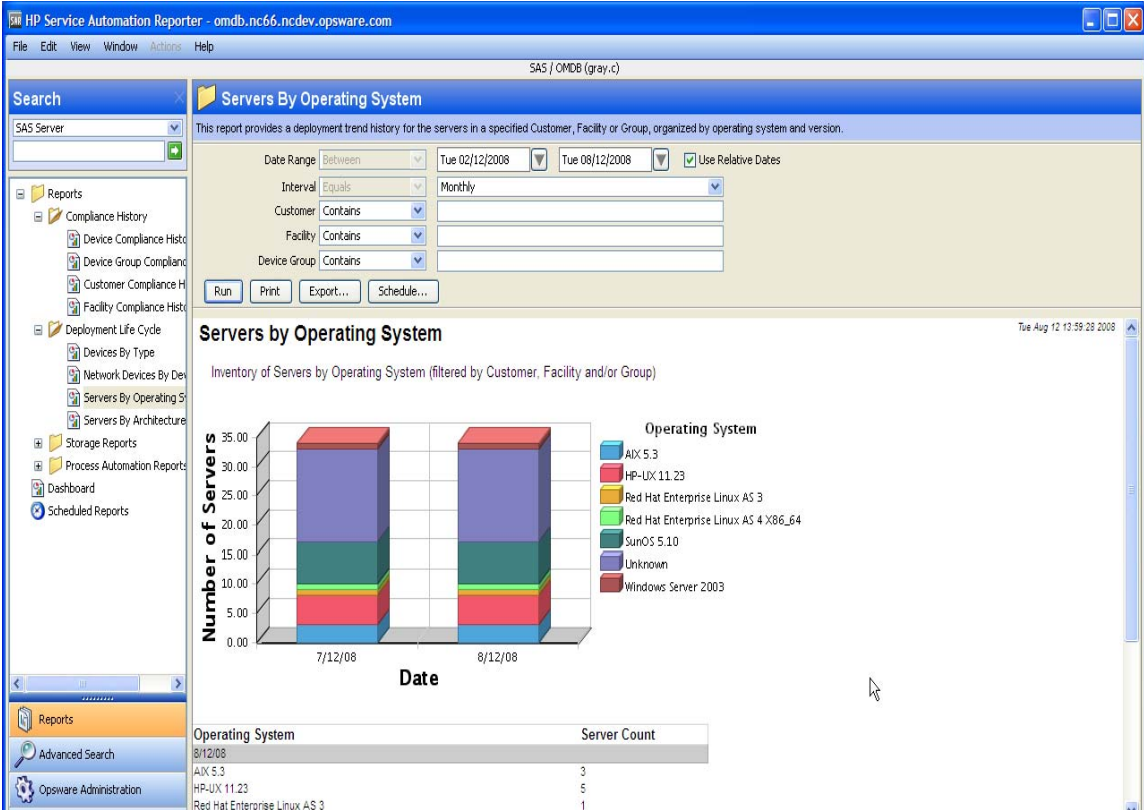 HP Service Automation Reporter - omdb.nc66.ncdev.opsware.com
File Edit View Window Actions Help
SAS / OMDB (gray.c)
Search
SAS Server
Reports
Compliance History
Device Compliance Histo
Device Group Complianc
Customer Compliance H
Facility Compliance Histo
Deployment Life Cycle
Devices By Type
Network Devices By Dev
Servers By Operating Sy
Servers By Architecture
Storage Reports
Process Automation Reports
Dashboard
Scheduled Reports
Reports
Advanced Search
Opsware Administration
Servers By Operating System
This report provides a deployment trend history for the servers in a specified Customer, Facility or Group, organized by operating system and version.
Date Range Between Tue 02/12/2008 Tue 08/12/2008 Use Relative Dates
Interval Equals Monthly
Customer Contains
Facility Contains
Device Group Contains
Run Print Export... Schedule...
Servers by Operating System
Tue Aug 12 13:59:28 2008
Inventory of Servers by Operating System (filtered by Customer, Facility and/or Group)
Number of Servers
35.00
30.00
25.00
20.00
15.00
10.00
5.00
0.00
7/12/08 8/12/08
Date
Operating System
AIX 5.3
HP-UX 11.23
Red Hat Enterprise Linux AS 3
Red Hat Enterprise Linux AS 4 X86_64
SunOS 5.10
Unknown
Windows Server 2003
Operating System Server Count
8/12/08
AIX 5.3 3
HP-UX 11.23 5
Red Hat Enterprise Linux AS 3 1